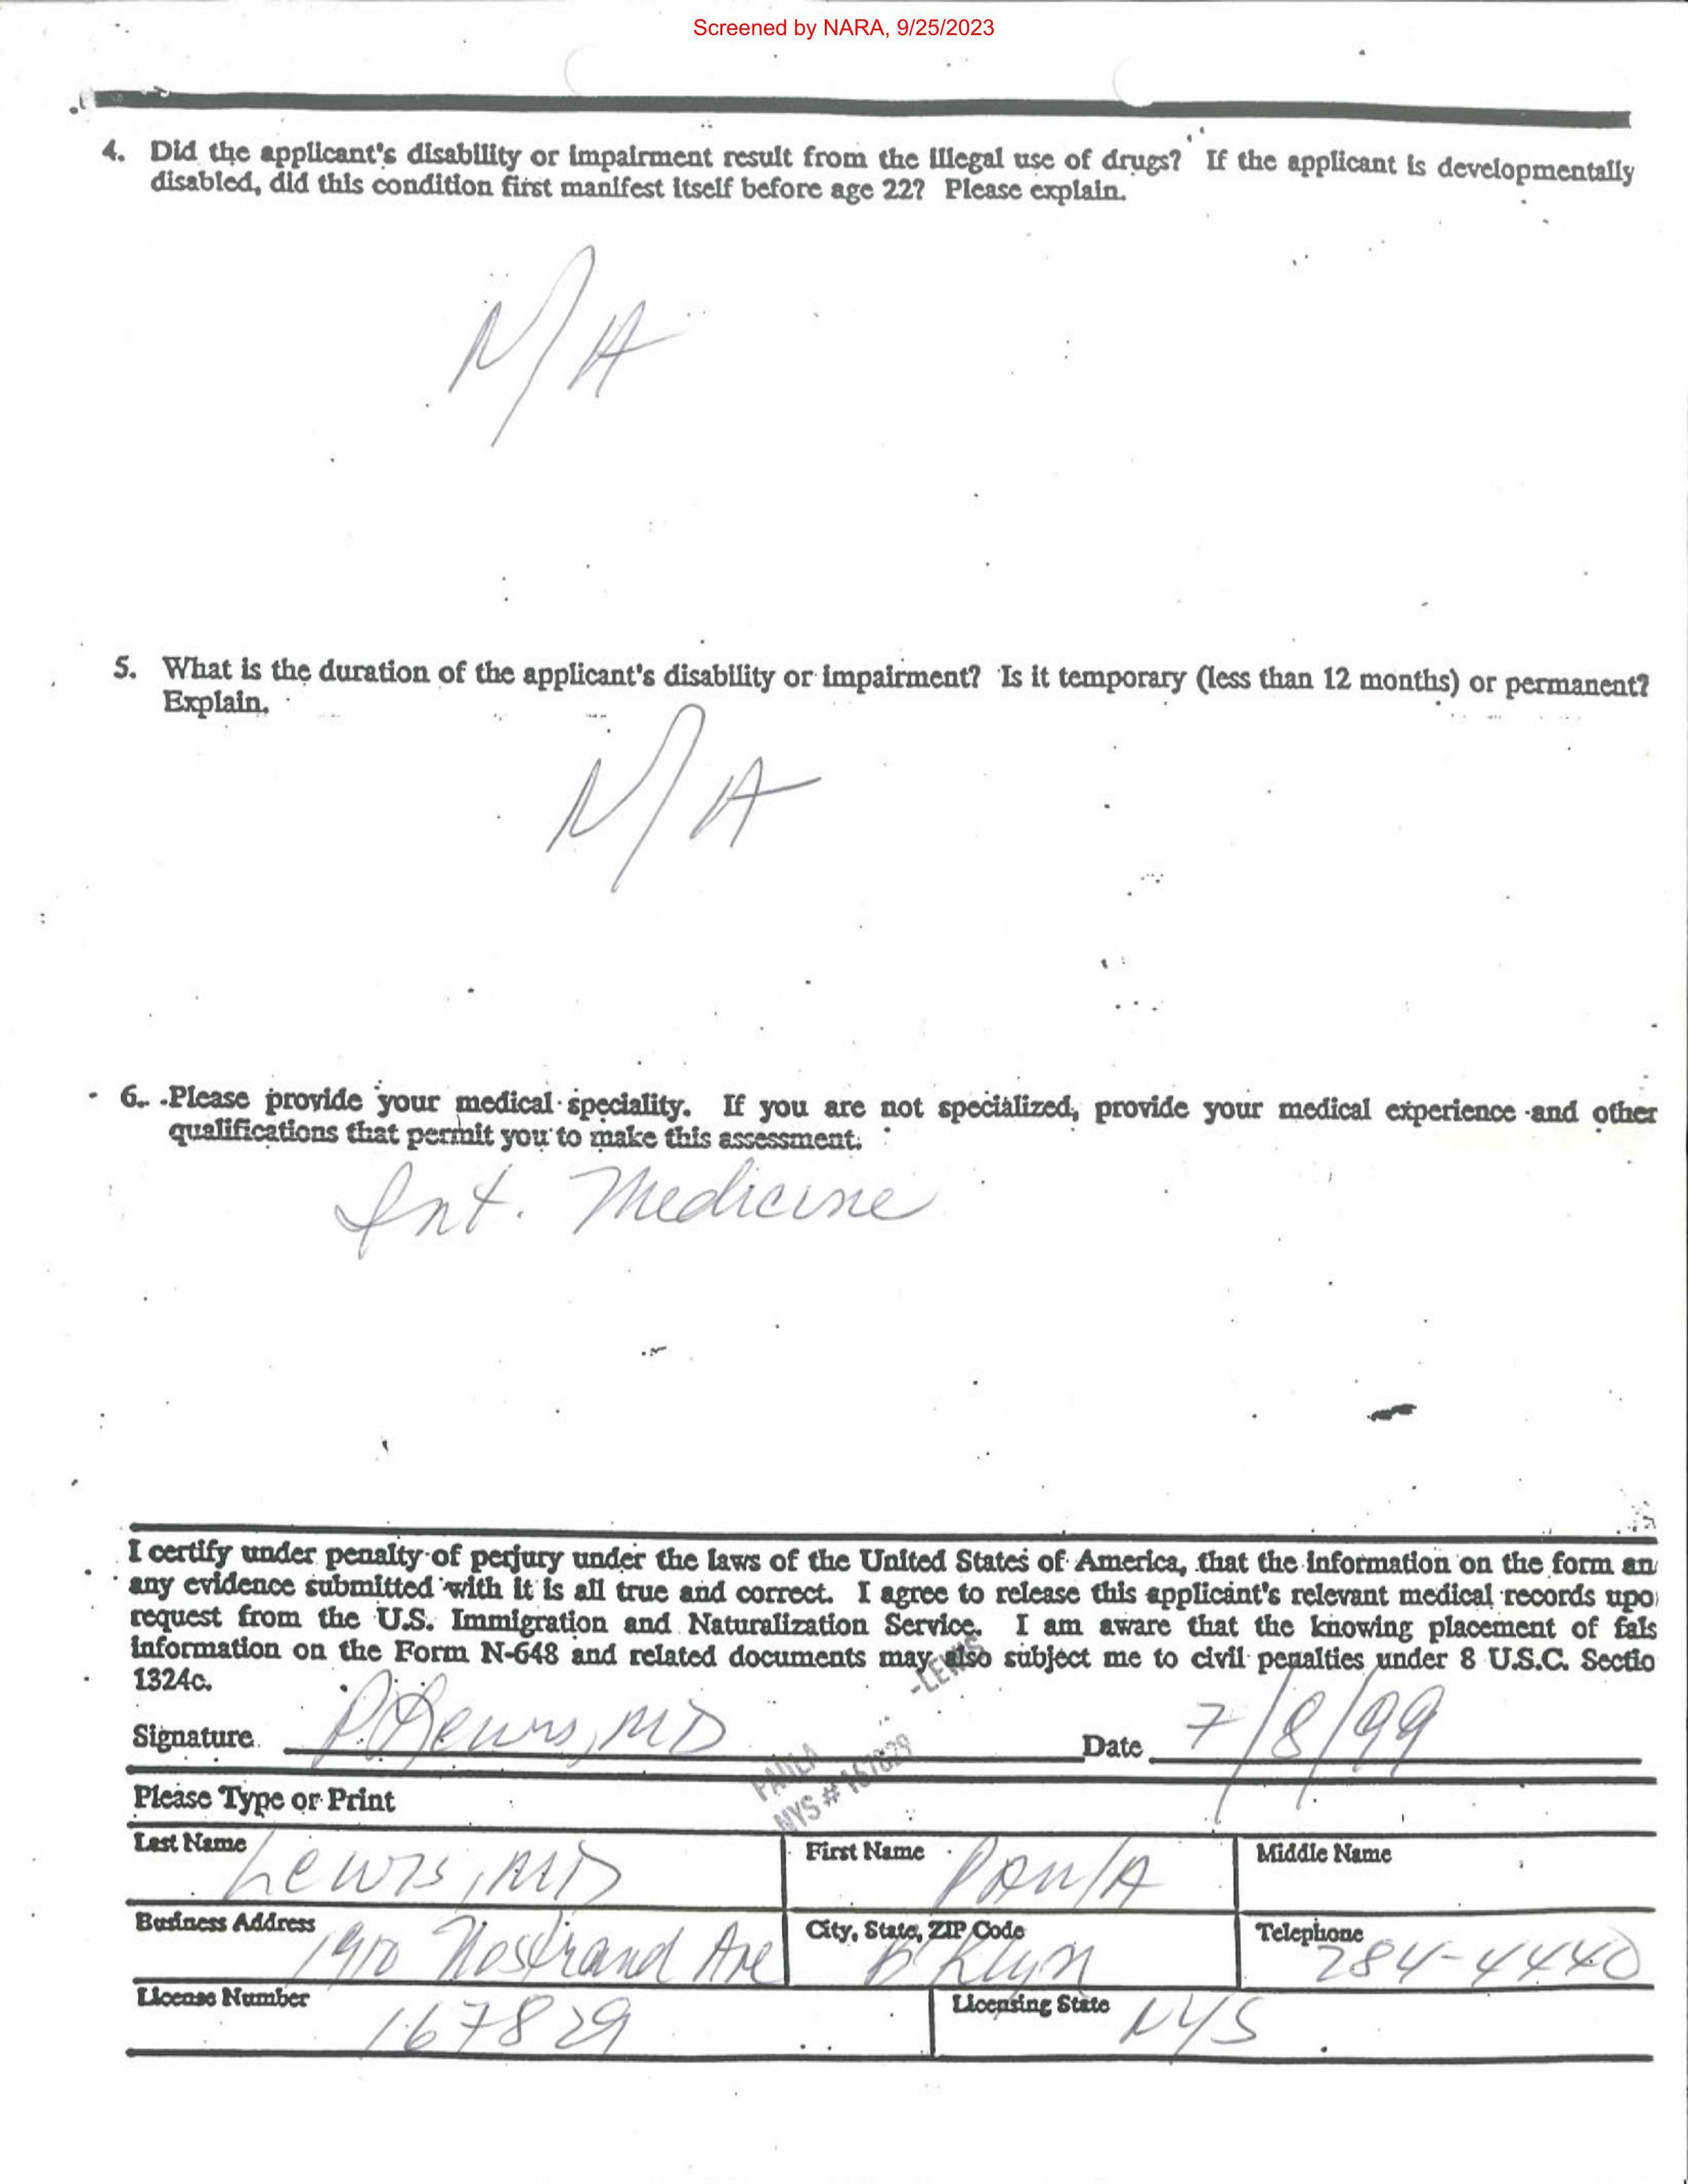 Screened by NARA, 9/25/2023
4. Did the applicant's disability or impairment result from the illegal use of drugs? If the applicant is developmentally
disabled, did this condition first manifest itself before age 22? Please explain.
N/A
5. What is the duration of the applicant's disability or impairment? Is it temporary (less than 12 months) or permanent?
Explain.
N/A
6. Please provide your medical speciality. If you are not specialized, provide your medical experience and other
qualifications that permit you to make this assessment.
Int. Medicine
I certify under penalty of perjury under the laws of the United States of America, that the information on the form an
any evidence submitted with it is all true and correct. I agree to release this applicant's relevant medical records upo
request from the U.S. Immigration and Naturalization Service. I am aware that the knowing placement of fals
information on the Form N-648 and related documents may also subject me to civil penalties under 8 U.S.C. Sectio
1324c.
-LEWIS
Signature P Lewis, MD Date 7/8/99
PAULA
NYS # 167829
Please Type or Print
Last Name Lewis, MD First Name Paula Middle Name
Business Address 1910 Nostrand Ave City, State, ZIP Code B'klyn Telephone 284-4440
License Number 167829 Licensing State NYS